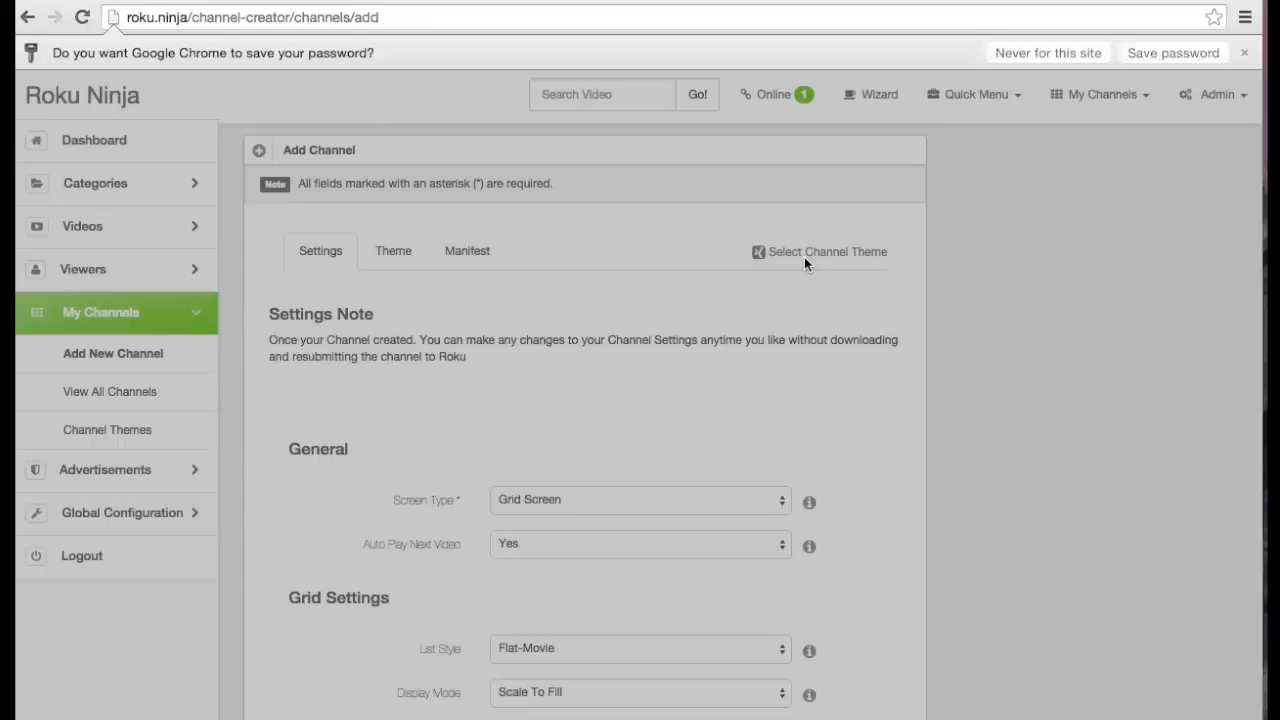 roku.ninja/channel-creator/channels/add
Do you want Google Chrome to save your password?
Never for this site
Save password
×
Roku Ninja
Search Video
Go!
Online 1
Wizard
Quick Menu
My Channels
Admin
Dashboard
Categories
Videos
Viewers
My Channels
Add New Channel
View All Channels
Channel Themes
Advertisements
Global Configuration
Logout
Add Channel
Note All fields marked with an asterisk (*) are required.
Settings
Theme
Manifest
Select Channel Theme
Settings Note
Once your Channel created. You can make any changes to your Channel Settings anytime you like without downloading
and resubmitting the channel to Roku
General
Screen Type * Grid Screen
Auto Play Next Video Yes
Grid Settings
List Style Flat-Movie
Display Mode Scale To Fill